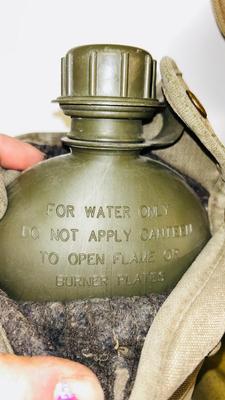 FOR WATER ONLY
DO NOT APPLY CANTEEN
TO OPEN FLAME OR
BURNER PLATES